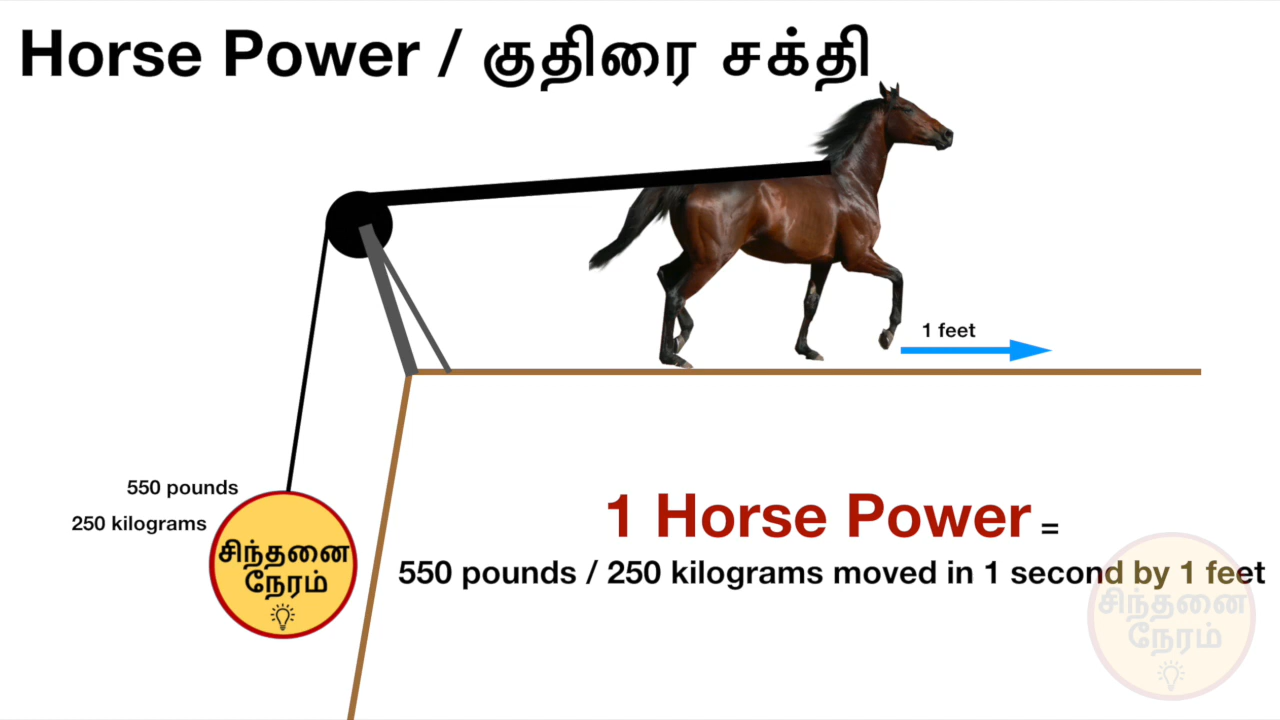 Horse Power / குதிரை சக்தி
1 feet
550 pounds
250 kilograms
சிந்தனை
நேரம்
1 Horse Power =
550 pounds / 250 kilograms moved in 1 second by 1 feet
சிந்தனை
நேரம்